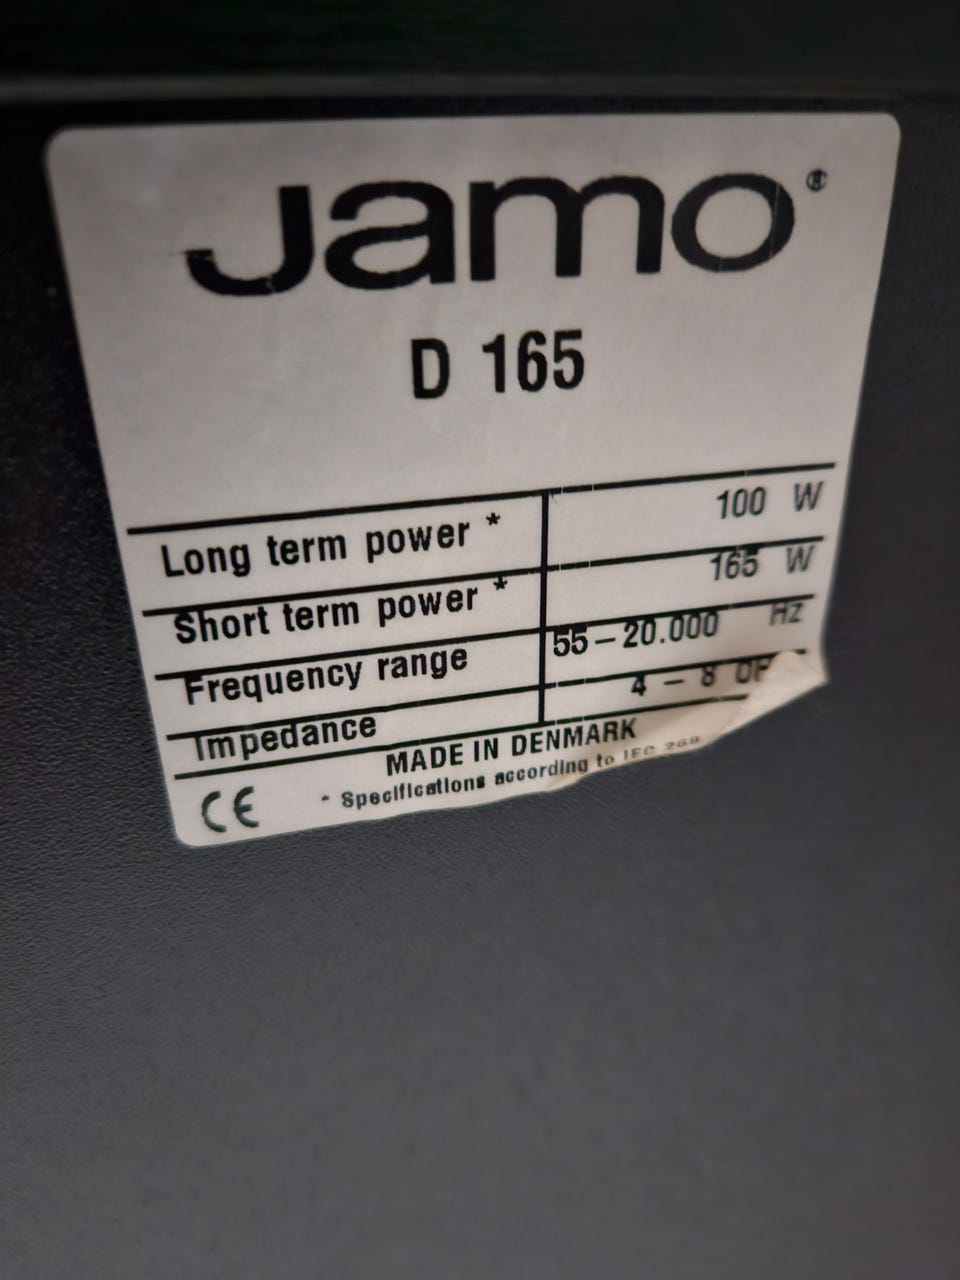 Jamo®
D 165
Long term power * 100 W
Short term power * 165 W
Frequency range 55–20.000 Hz
Impedance 4 – 8
MADE IN DENMARK
CE * Specifications according to IEC